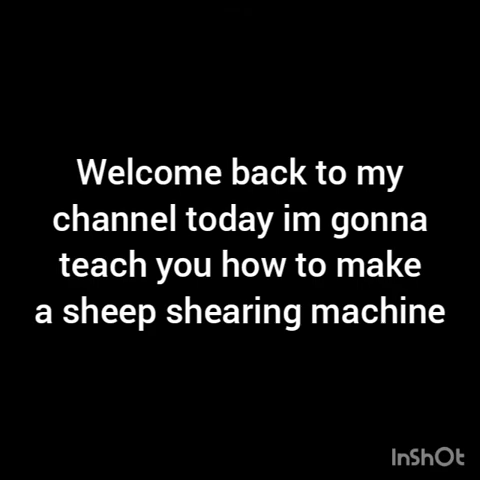 Welcome back to my
channel today im gonna
teach you how to make
a sheep shearing machine
InShOt